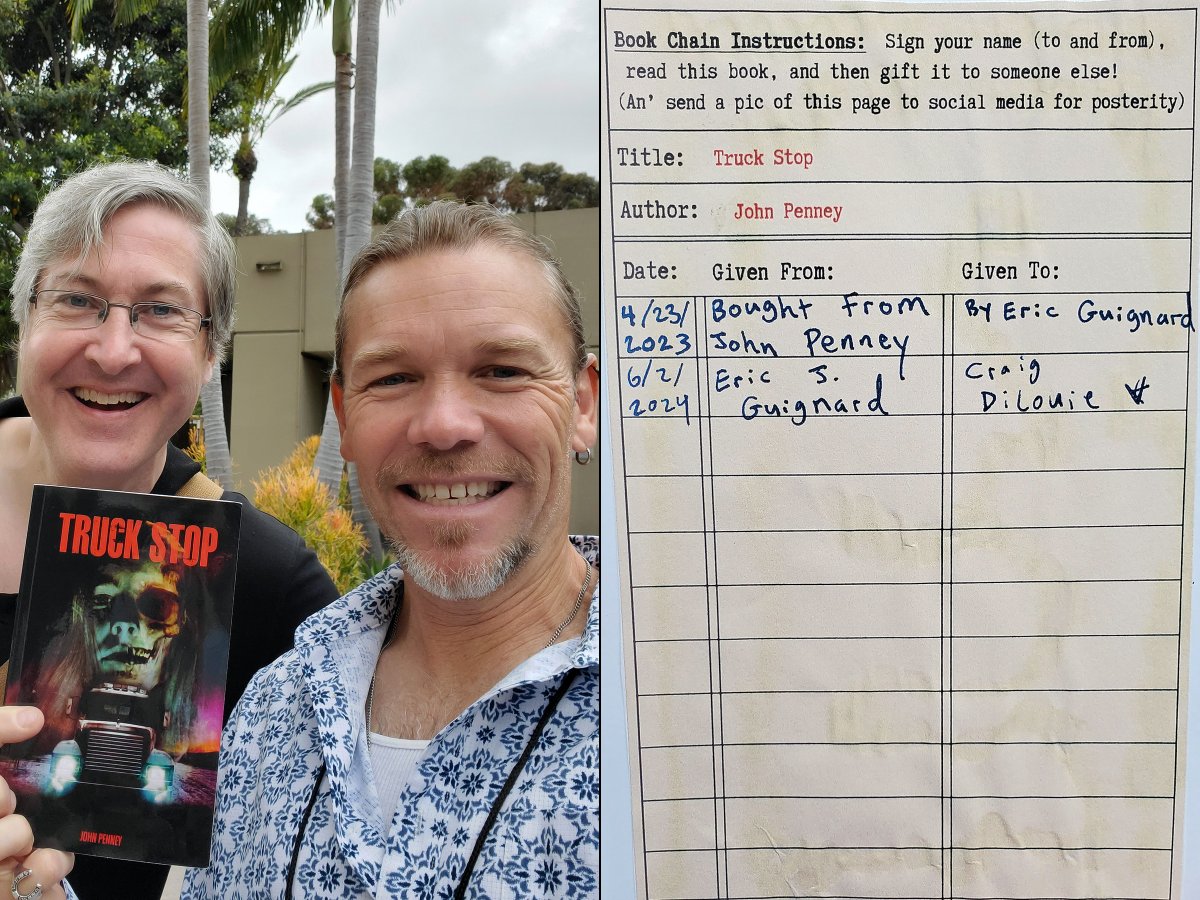 TRUCK STOP
JOHN PENNEY
Book Chain Instructions: Sign your name (to and from),
read this book, and then gift it to someone else!
(An' send a pic of this page to social media for posterity)
Title: Truck Stop
Author: John Penney
Date: Given From: Given To:
4/23/ Bought from By Eric Guignard
2023 John Penney
6/2/ Eric J. Craig
2024 Guignard DiLouie